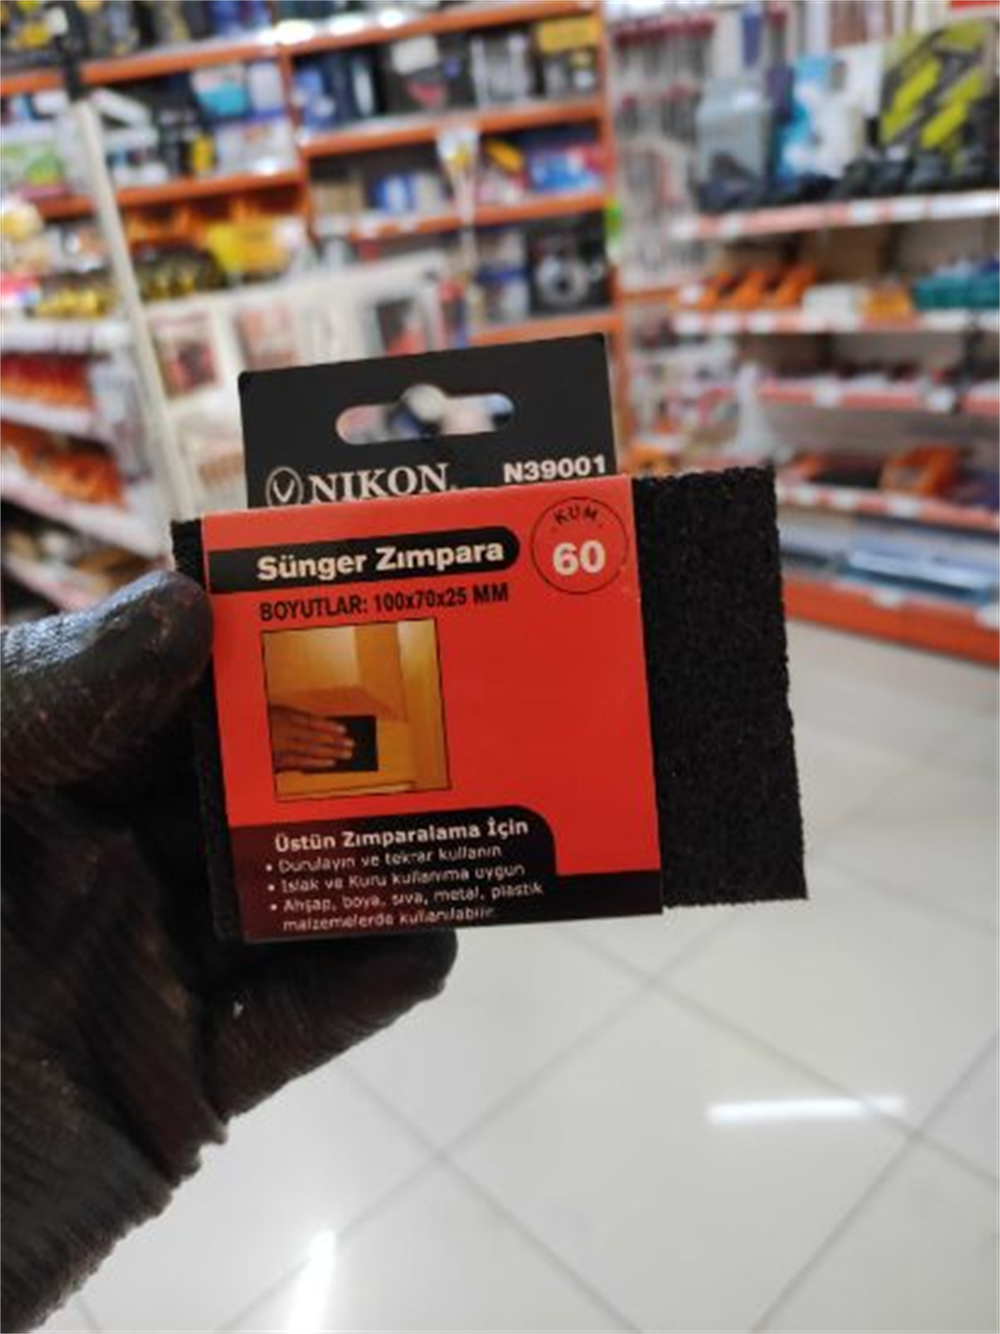 NIKON
N39001
KUM
60
Sünger Zımpara
BOYUTLAR: 100x70x25 MM
Üstün Zımparalama İçin
• Durulayın ve tekrar kullanın
• Islak ve Kuru kullanıma uygun
• Ahşap, boya, sıva, metal, plastik
malzemelerde kullanılabilir